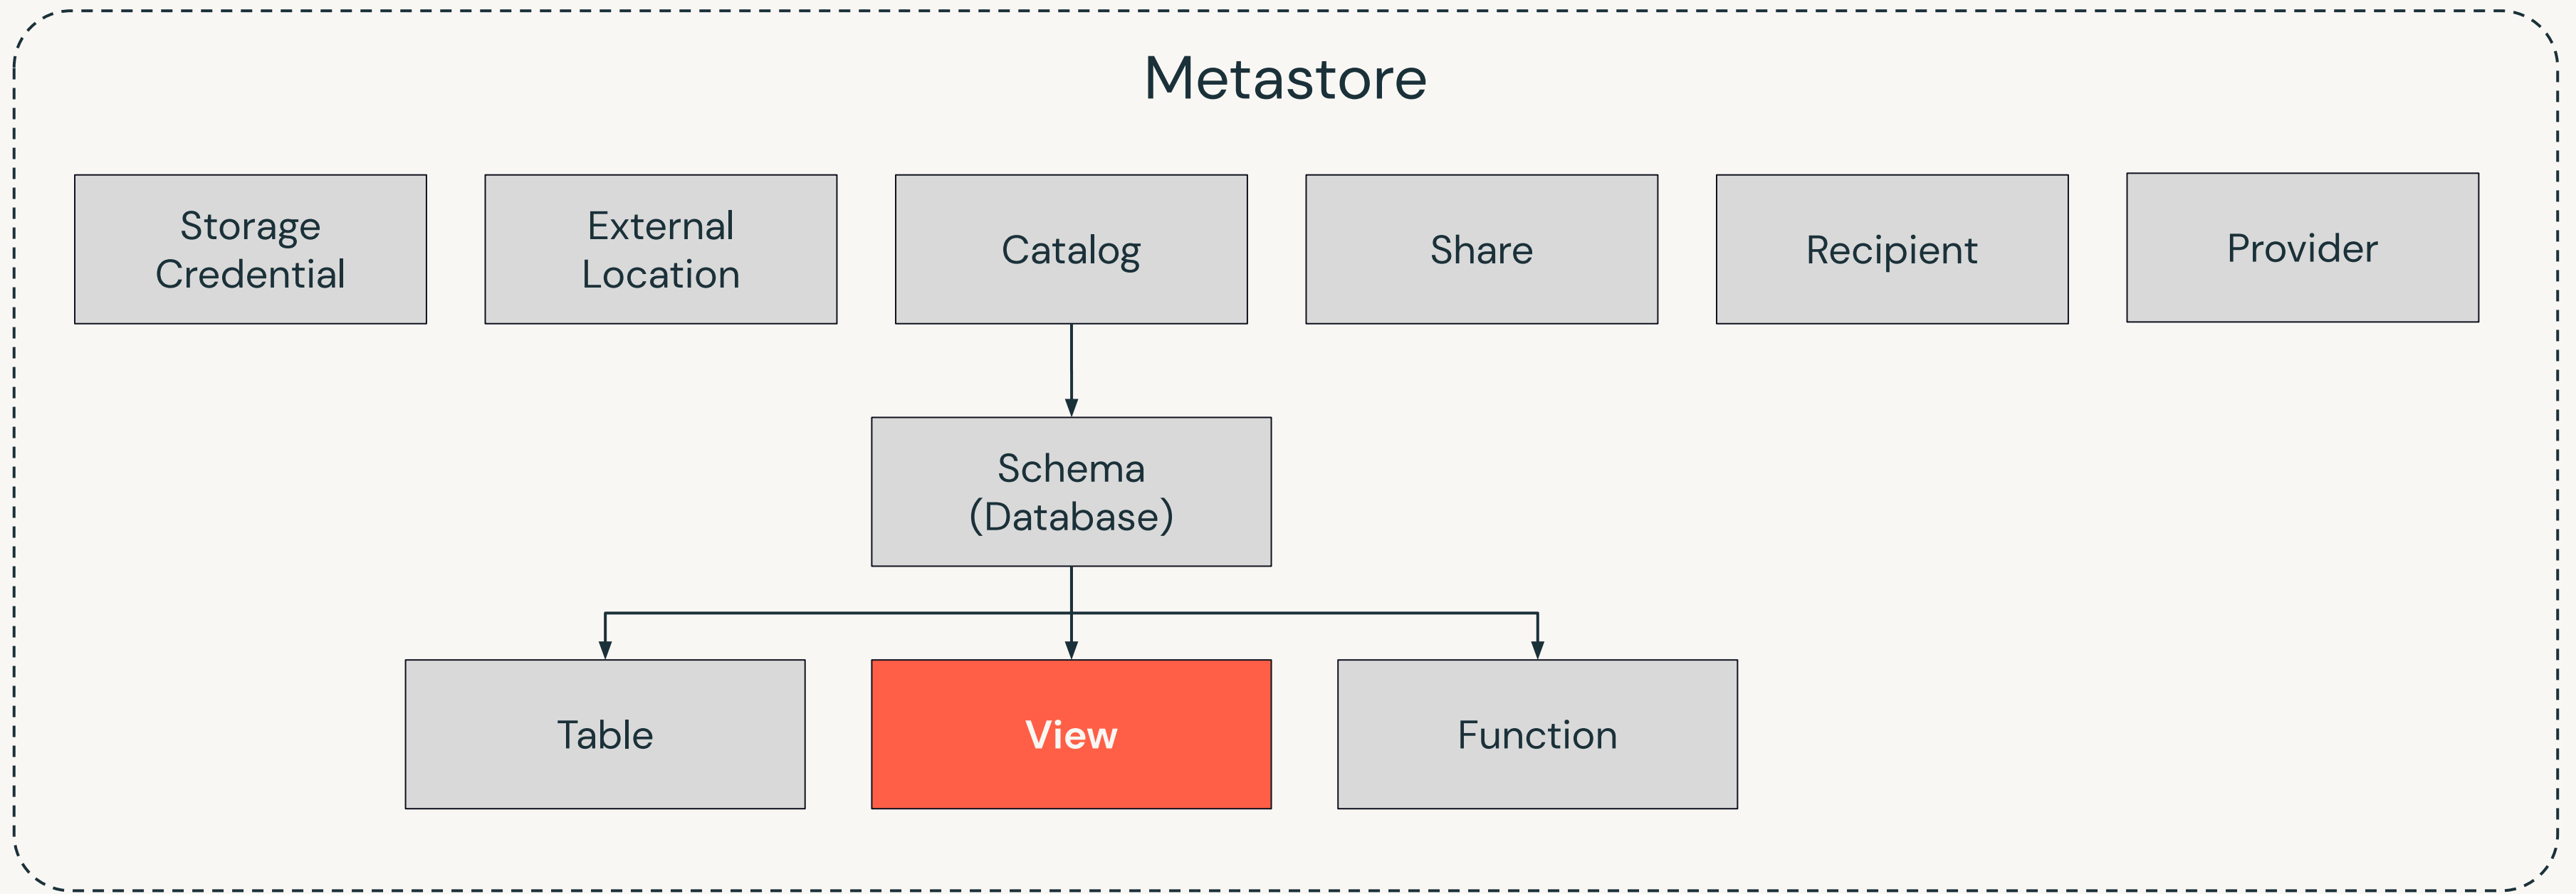 Metastore
Storage
Credential
External
Location
Catalog
Share
Recipient
Provider
Schema
(Database)
Table
View
Function